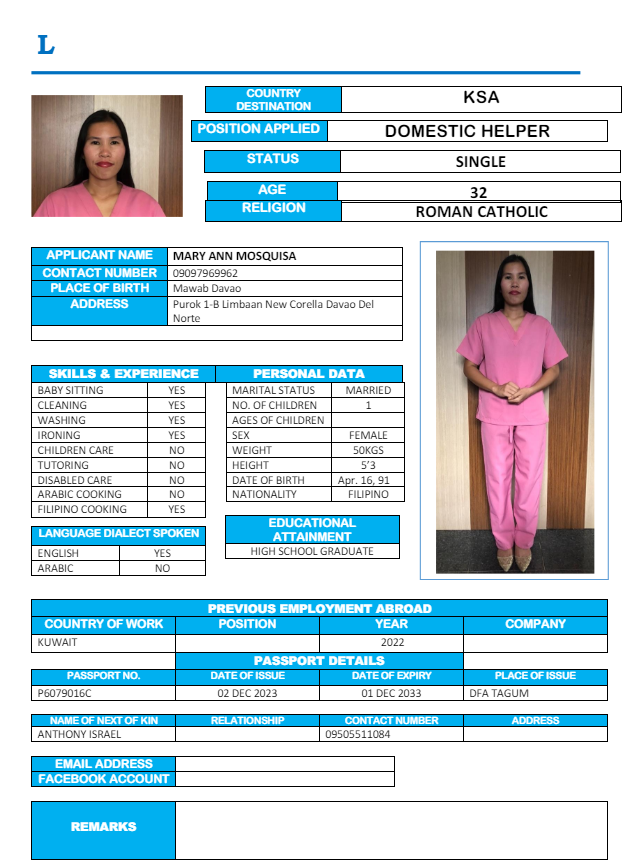 L
COUNTRY DESTINATION KSA
POSITION APPLIED DOMESTIC HELPER
STATUS SINGLE
AGE 32
RELIGION ROMAN CATHOLIC
APPLICANT NAME MARY ANN MOSQUISA
CONTACT NUMBER 09097969962
PLACE OF BIRTH Mawab Davao
ADDRESS Purok 1-B Limbaan New Corella Davao Del
Norte
SKILLS & EXPERIENCE PERSONAL DATA
BABY SITTING YES MARITAL STATUS MARRIED
CLEANING YES NO. OF CHILDREN 1
WASHING YES AGES OF CHILDREN
IRONING YES SEX FEMALE
CHILDREN CARE NO WEIGHT 50KGS
TUTORING NO HEIGHT 5’3
DISABLED CARE NO DATE OF BIRTH Apr. 16, 91
ARABIC COOKING NO NATIONALITY FILIPINO
FILIPINO COOKING YES
LANGUAGE DIALECT SPOKEN
ENGLISH YES
ARABIC NO
EDUCATIONAL
ATTAINMENT
HIGH SCHOOL GRADUATE
PREVIOUS EMPLOYMENT ABROAD
COUNTRY OF WORK POSITION YEAR COMPANY
KUWAIT 2022
PASSPORT DETAILS
PASSPORT NO. DATE OF ISSUE DATE OF EXPIRY PLACE OF ISSUE
P6079016C 02 DEC 2023 01 DEC 2033 DFA TAGUM
NAME OF NEXT OF KIN RELATIONSHIP CONTACT NUMBER ADDRESS
ANTHONY ISRAEL 09505511084
EMAIL ADDRESS
FACEBOOK ACCOUNT
REMARKS